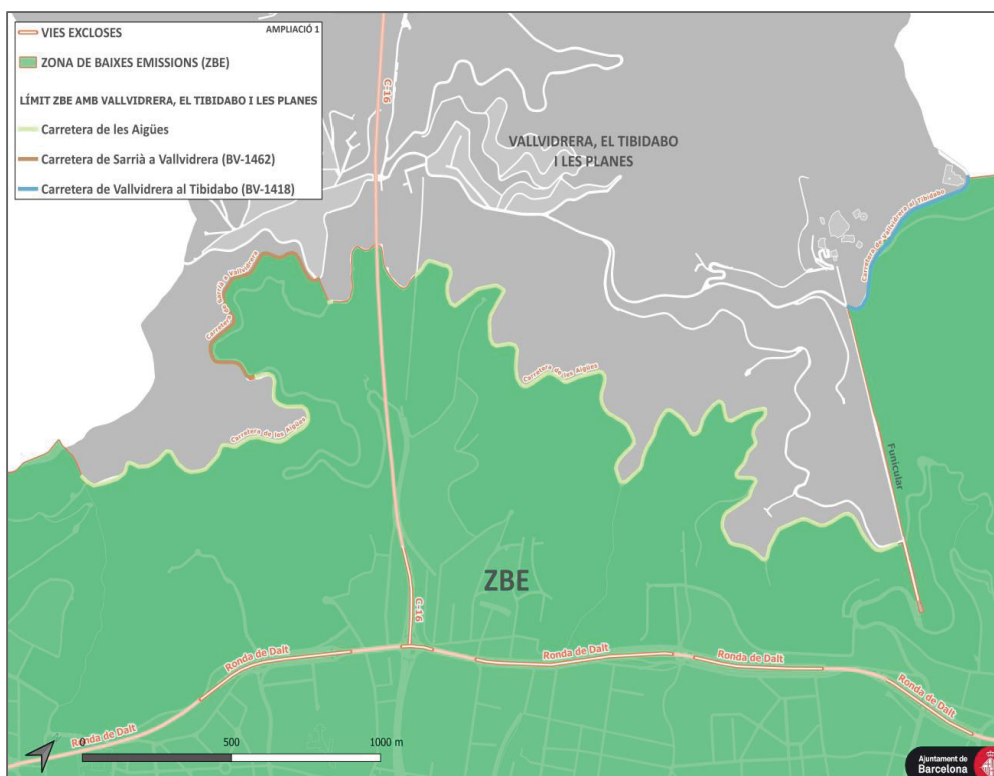 VIES EXCLOSES
AMPLIACIÓ 1
ZONA DE BAIXES EMISSIONS (ZBE)
LÍMIT ZBE AMB VALLVIDRERA, EL TIBIDABO I LES PLANES
Carretera de les Aigües
Carretera de Sarrià a Vallvidrera (BV-1462)
Carretera de Vallvidrera al Tibidabo (BV-1418)
C-16
VALLVIDRERA, EL TIBIDABO
I LES PLANES
Carretera de Vallvidrera el Tibidabo
Carretera de Sarrià a Vallvidrera
Carretera de les Aigües
Carretera de les Aigües
Funicular
ZBE
C-16
Ronda de Dalt
Ronda de Dalt
Ronda de Dalt
Ronda de Dalt
Ronda de Dalt
0 500 1000 m
Ajuntament de
Barcelona